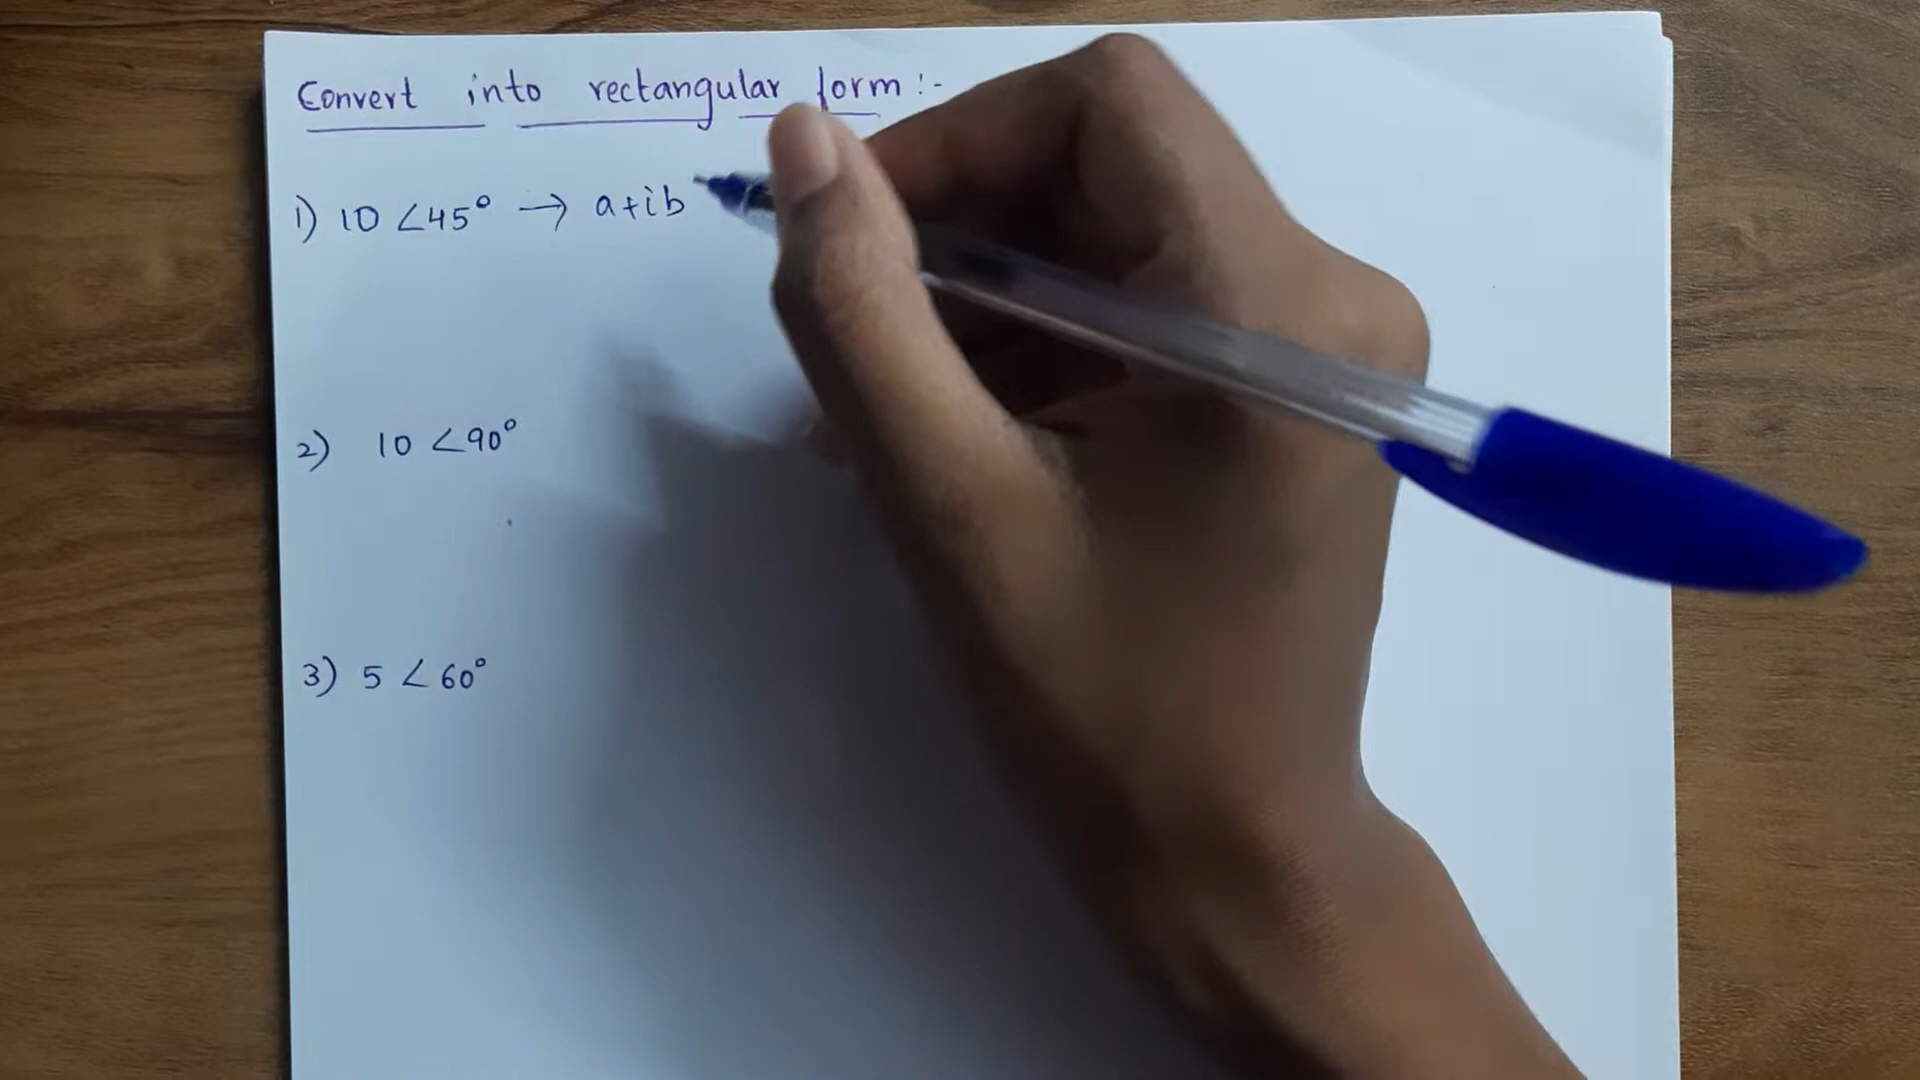 Convert into rectangular form :-
1) 10 ∠45° → a+ib
2) 10 ∠90°
3) 5 ∠60°